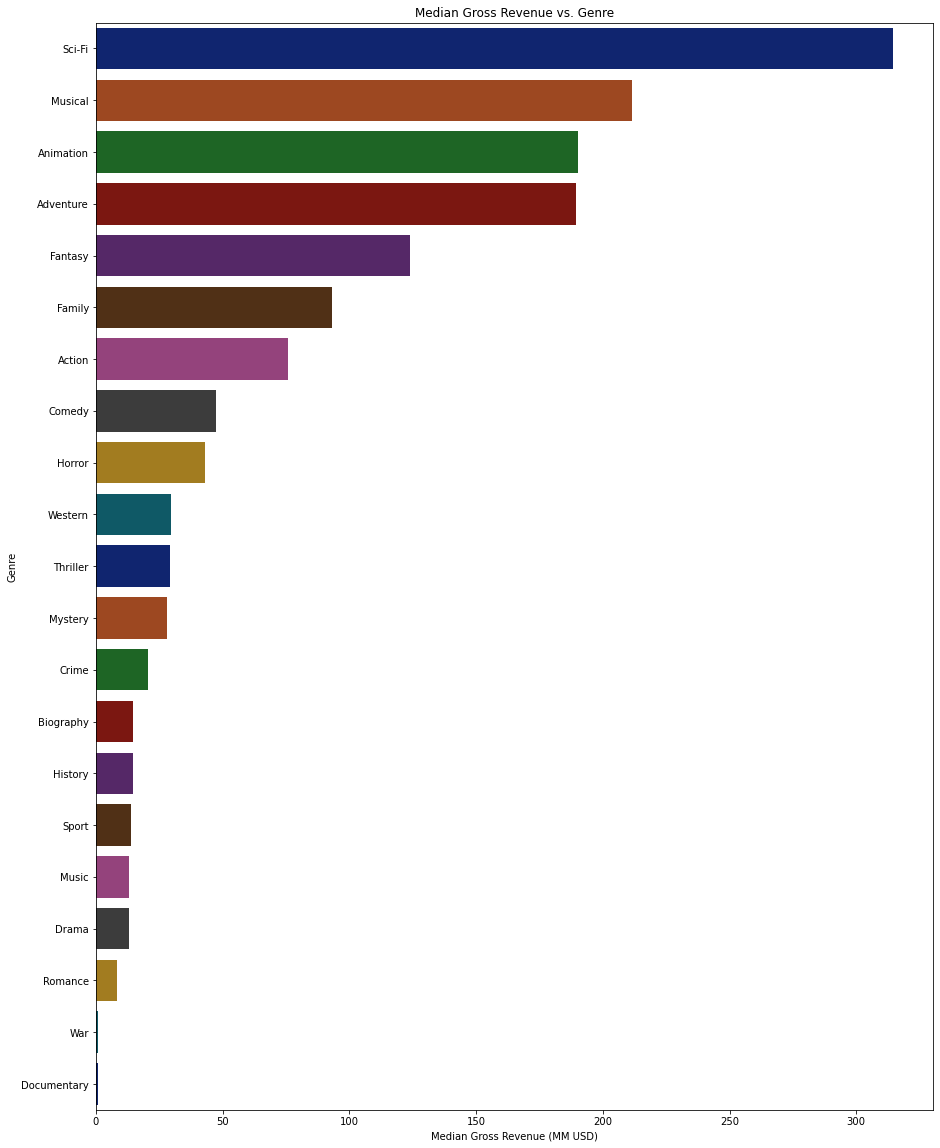 Median Gross Revenue vs. Genre
Sci-Fi
Musical
Animation
Adventure
Fantasy
Family
Action
Comedy
Horror
Western
Thriller
Mystery
Crime
Biography
History
Sport
Music
Drama
Romance
War
Documentary
Genre
0 50 100 150 200 250 300
Median Gross Revenue (MM USD)